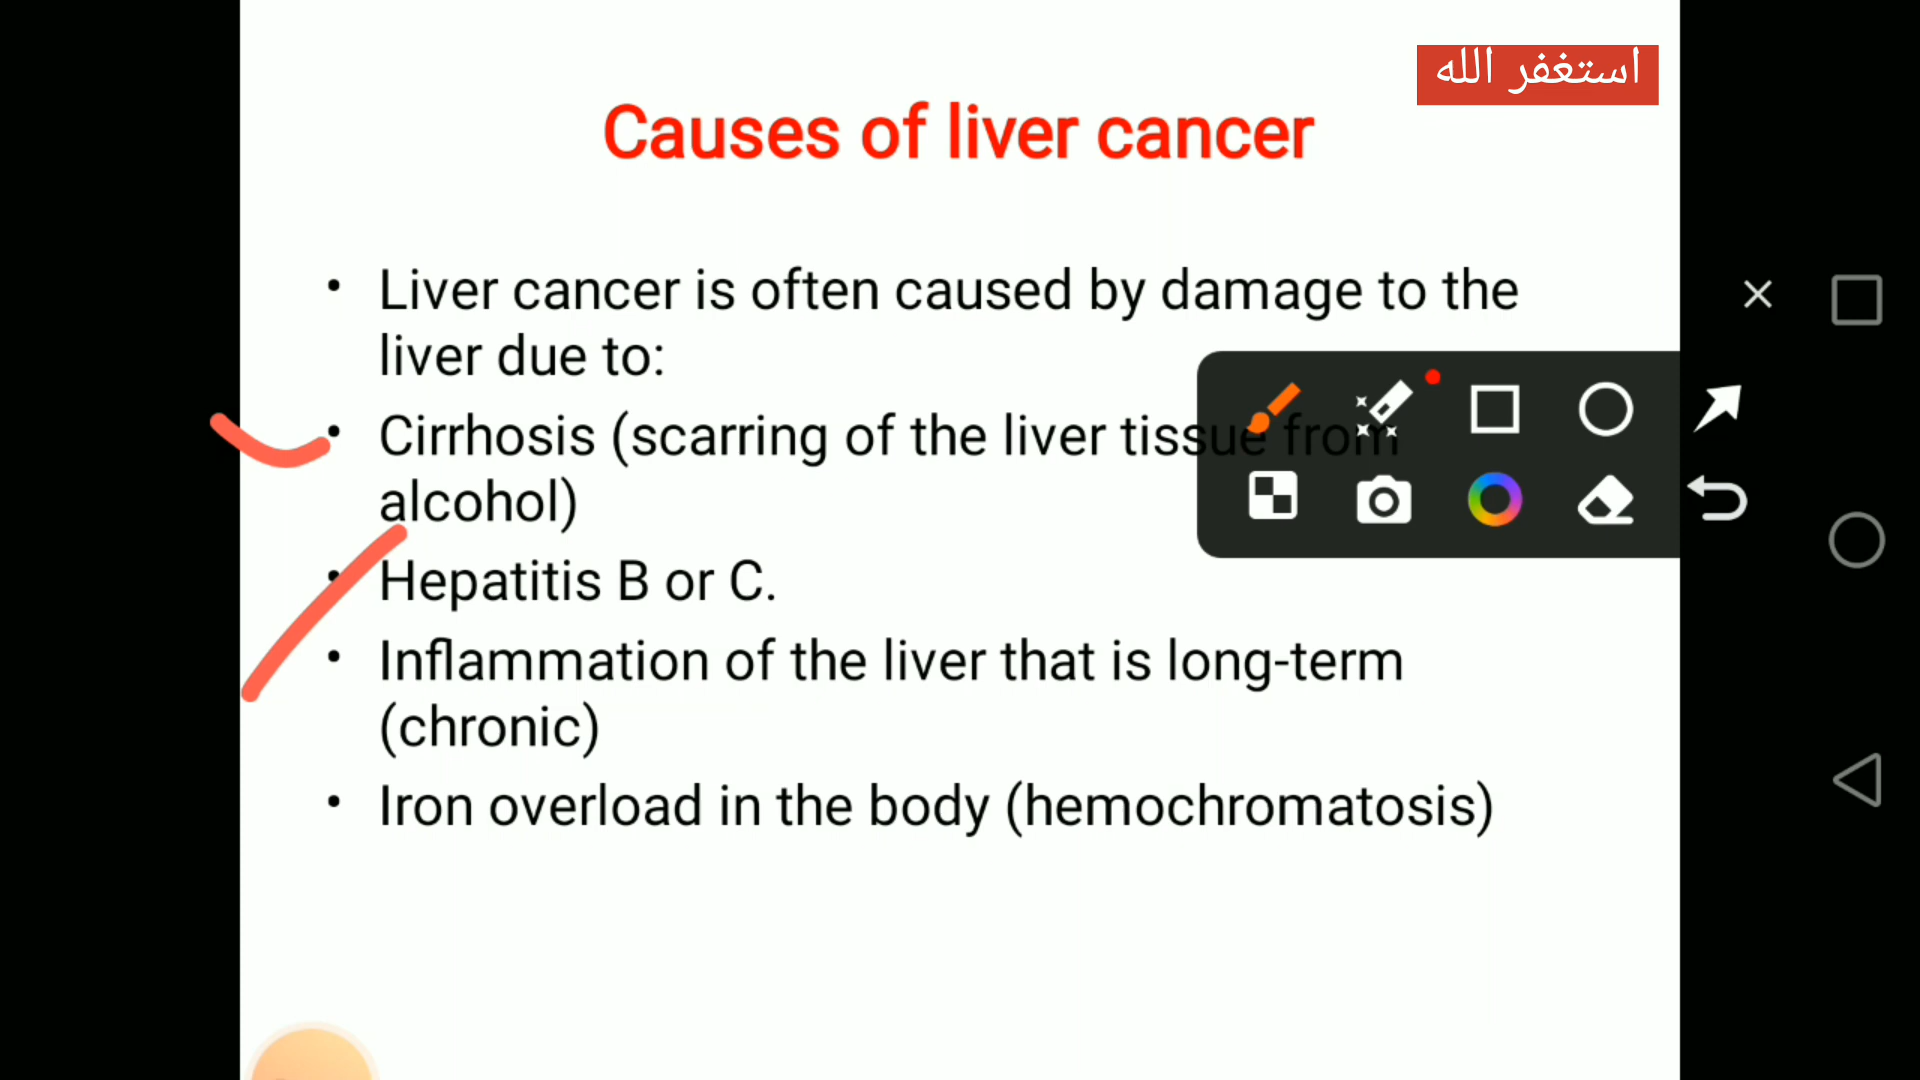 استغفر الله
Causes of liver cancer
• Liver cancer is often caused by damage to the
liver due to:
• Cirrhosis (scarring of the liver tissue from
alcohol)
• Hepatitis B or C.
• Inflammation of the liver that is long-term
(chronic)
• Iron overload in the body (hemochromatosis)